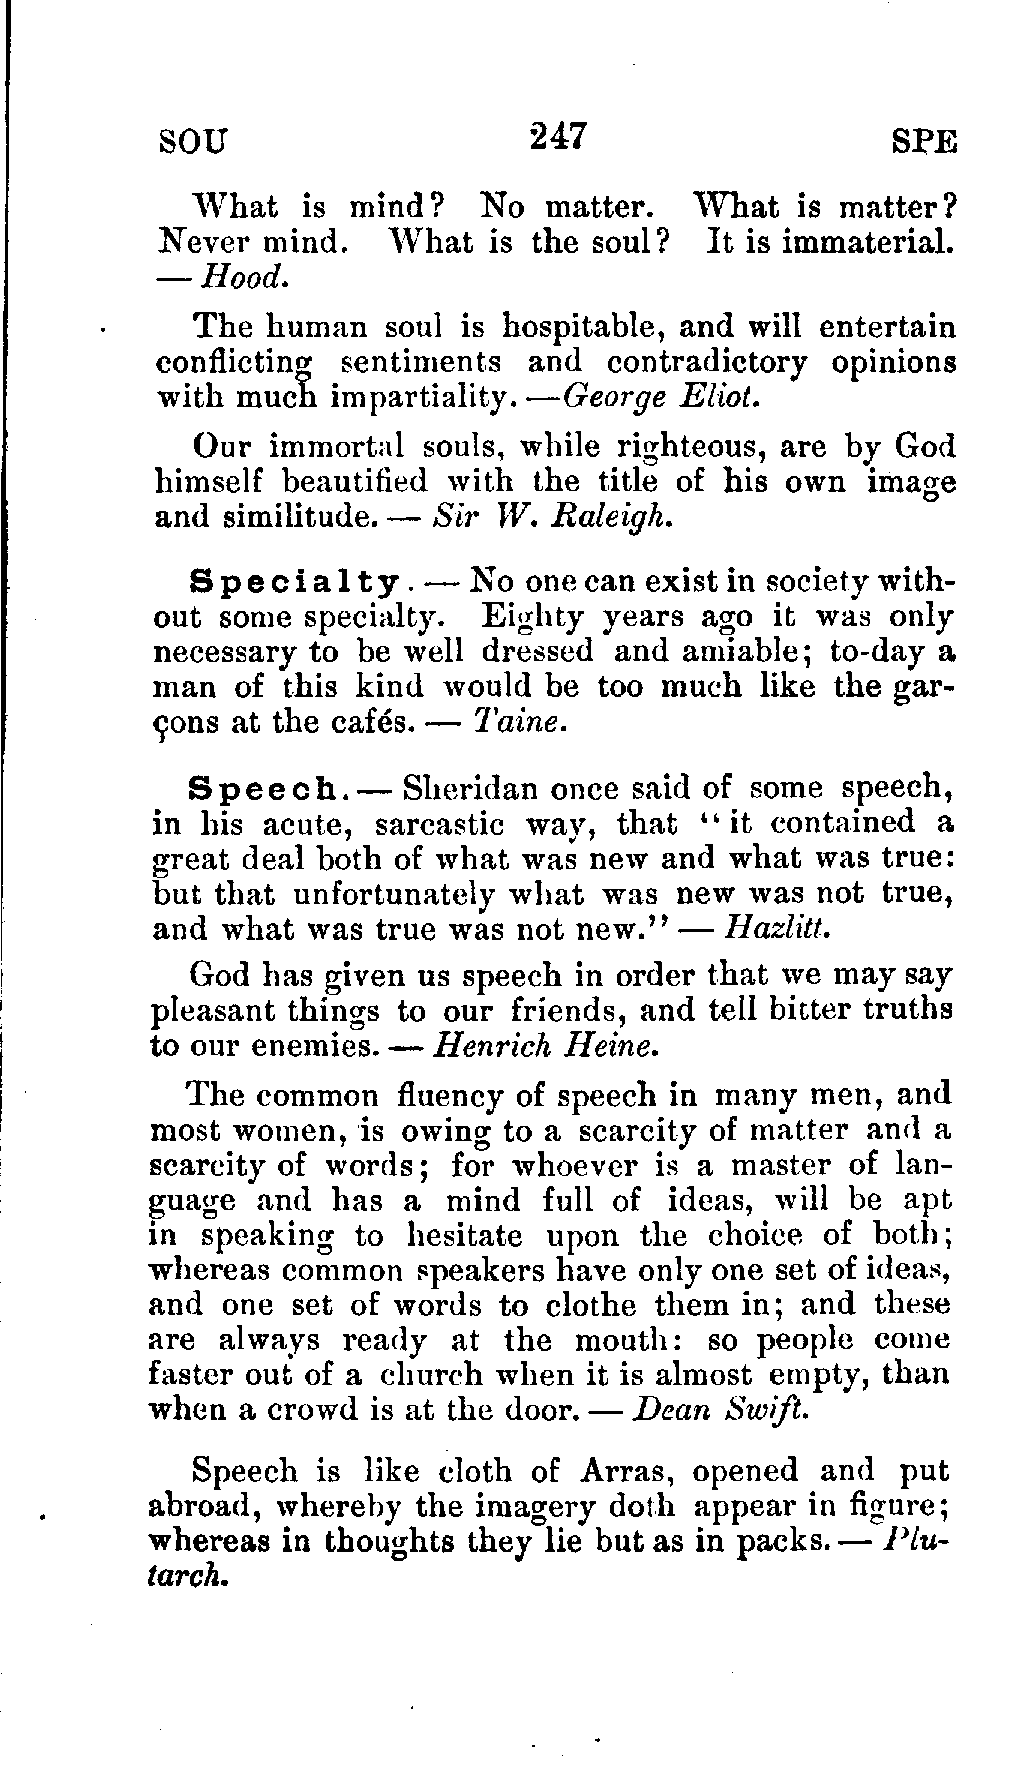 SOU 247 SPE
What is mind? No matter. What is matter?
Never mind. What is the soul? It is immaterial.
— Hood.
The human soul is hospitable, and will entertain
conflicting sentiments and contradictory opinions
with much impartiality. —George Eliot.
Our immortal souls, while righteous, are by God
himself beautified with the title of his own image
and similitude. — Sir W. Raleigh.
Specialty. — No one can exist in society with-
out some specialty. Eighty years ago it was only
necessary to be well dressed and amiable; to-day a
man of this kind would be too much like the gar-
çons at the cafés. — Taine.
Speech. — Sheridan once said of some speech,
in his acute, sarcastic way, that "it contained a
great deal both of what was new and what was true:
but that unfortunately what was new was not true,
and what was true was not new." — Hazlitt.
God has given us speech in order that we may say
pleasant things to our friends, and tell bitter truths
to our enemies. — Henrich Heine.
The common fluency of speech in many men, and
most women, is owing to a scarcity of matter and a
scarcity of words; for whoever is a master of lan-
guage and has a mind full of ideas, will be apt
in speaking to hesitate upon the choice of both;
whereas common speakers have only one set of ideas,
and one set of words to clothe them in; and these
are always ready at the mouth: so people come
faster out of a church when it is almost empty, than
when a crowd is at the door. — Dean Swift.
Speech is like cloth of Arras, opened and put
abroad, whereby the imagery doth appear in figure;
whereas in thoughts they lie but as in packs. — Plu-
tarch.